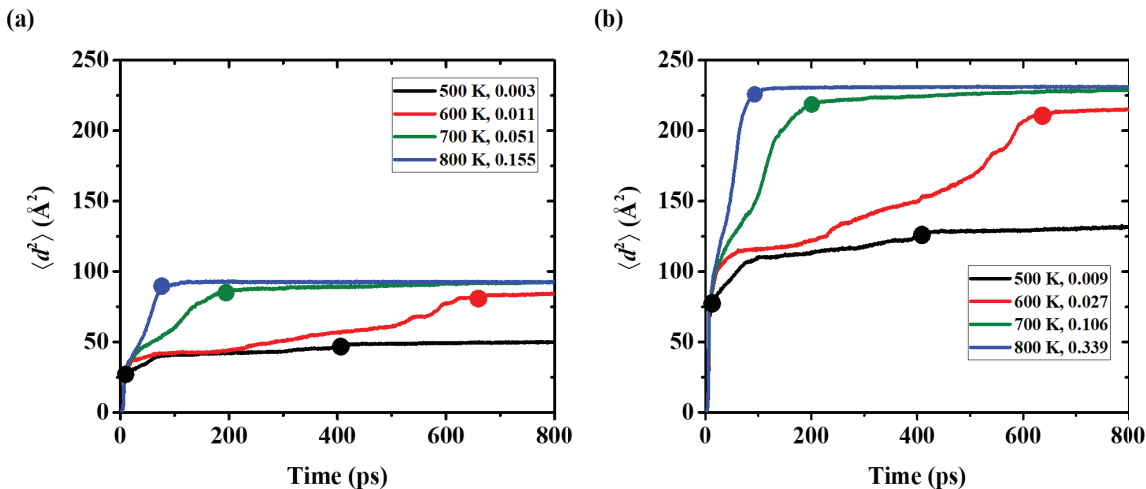 (a)
250
200
150
100
50
0
⟨d²⟩ (Å²)
500 K, 0.003
600 K, 0.011
700 K, 0.051
800 K, 0.155
0 200 400 600 800
Time (ps)
(b)
250
200
150
100
50
0
⟨d²⟩ (Å²)
500 K, 0.009
600 K, 0.027
700 K, 0.106
800 K, 0.339
0 200 400 600 800
Time (ps)